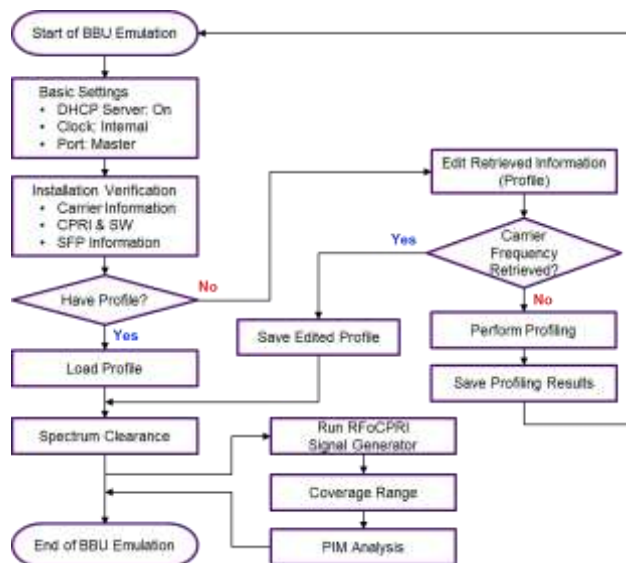 Start of BBU Emulation
Basic Settings
• DHCP Server: On
• Clock: Internal
• Port: Master
Installation Verification
• Carrier Information
• CPRI & SW
• SFP Information
Have Profile?
No
Yes
Load Profile
Spectrum Clearance
End of BBU Emulation
Edit Retrieved Information
(Profile)
Carrier
Frequency
Retrieved?
Yes
No
Save Edited Profile
Perform Profiling
Save Profiling Results
Run RFoCPRI
Signal Generator
Coverage Range
PIM Analysis